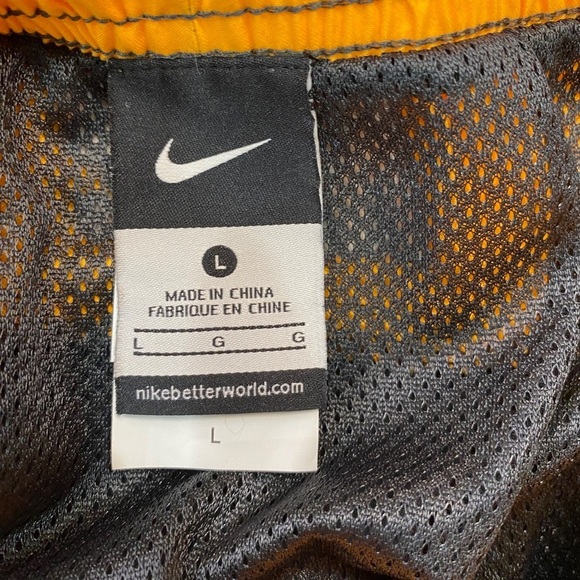 L
MADE IN CHINA
FABRIQUE EN CHINE
L G G
nikebetterworld.com
L